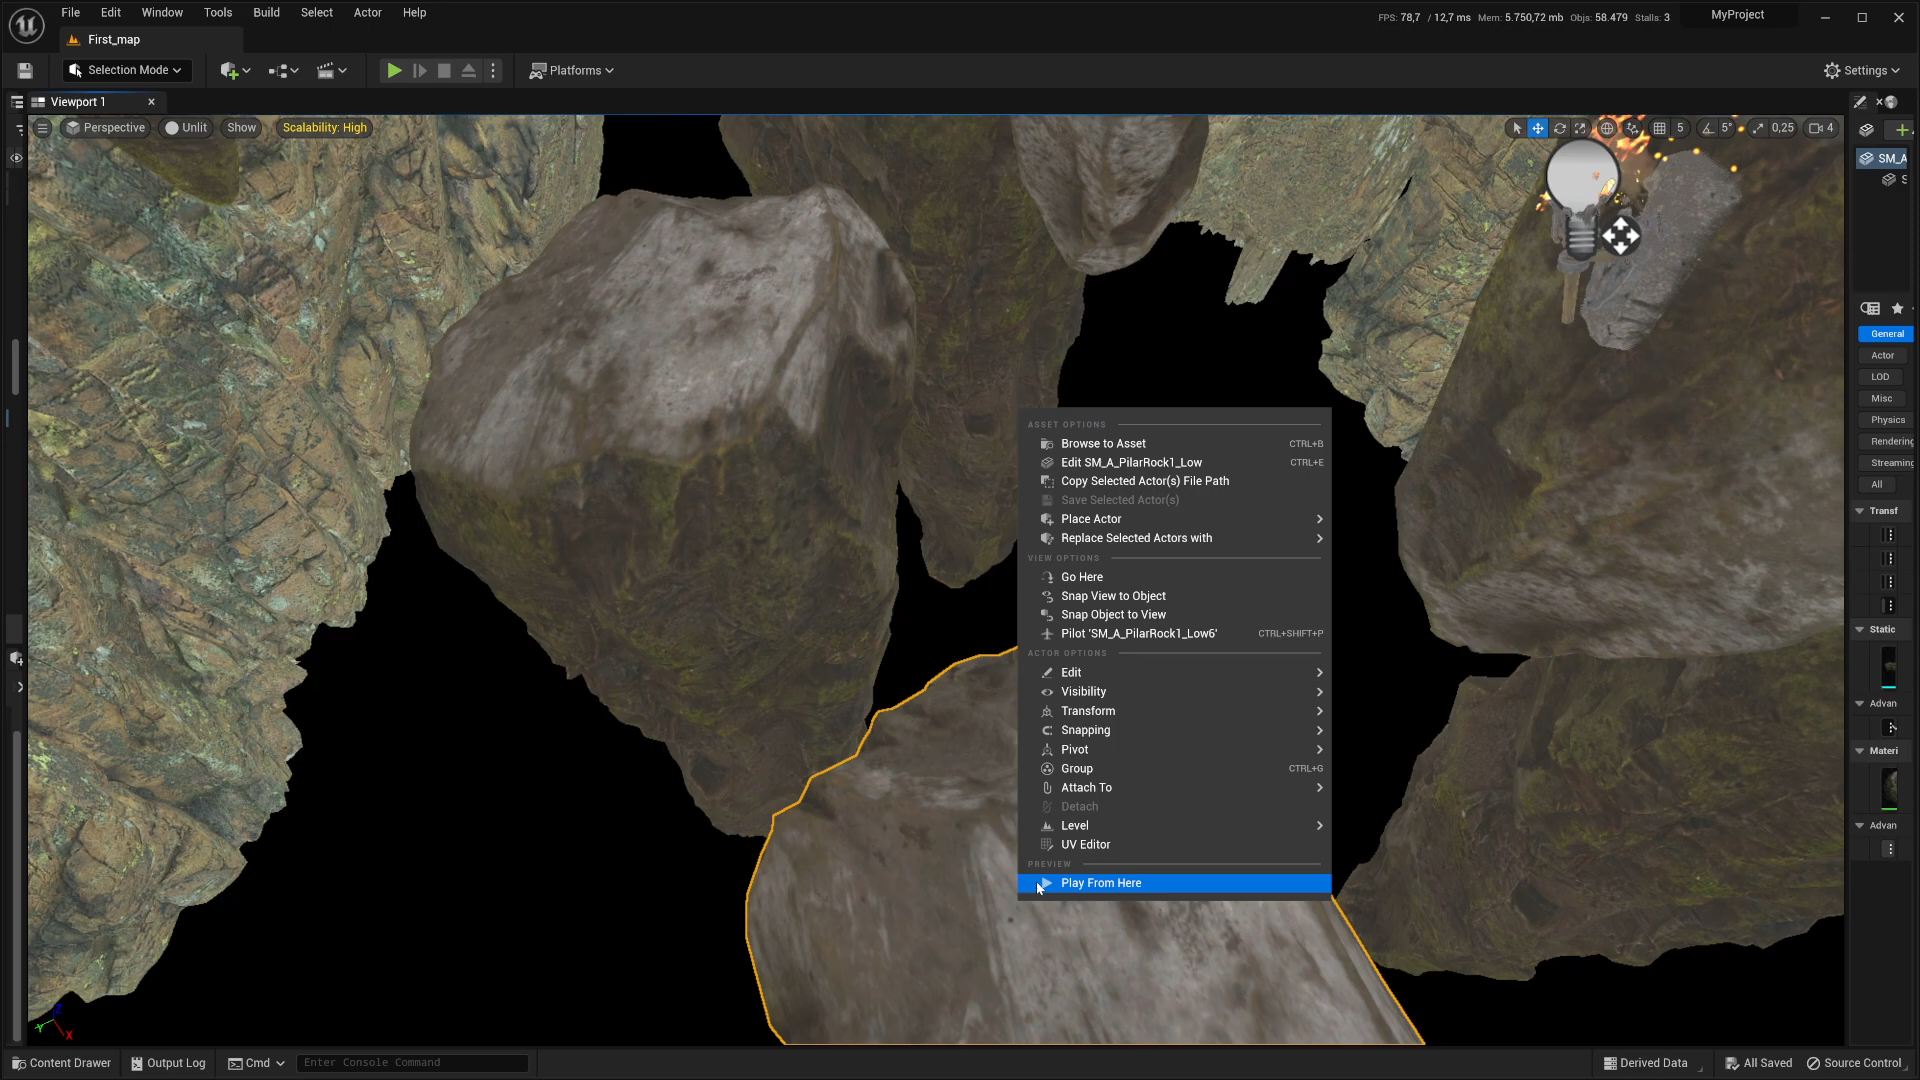 File Edit Window Tools Build Select Actor Help
FPS: 78,7 / 12,7 ms Mem: 5.750,72 mb Objs: 58.479 Stalls: 3
MyProject
First_map
Selection Mode
Platforms
Settings
Viewport 1
Perspective Unlit Show Scalability: High
5 5° 0,25 4
SM_A
S
General
Actor
LOD
Misc
Physics
Rendering
Streaming
All
Transf
Static
Advan
Materi
Advan
ASSET OPTIONS
Browse to Asset CTRL+B
Edit SM_A_PilarRock1_Low CTRL+E
Copy Selected Actor(s) File Path
Save Selected Actor(s)
Place Actor
Replace Selected Actors with
VIEW OPTIONS
Go Here
Snap View to Object
Snap Object to View
Pilot 'SM_A_PilarRock1_Low6' CTRL+SHIFT+P
ACTOR OPTIONS
Edit
Visibility
Transform
Snapping
Pivot
Group CTRL+G
Attach To
Detach
Level
UV Editor
PREVIEW
Play From Here
Z
Y X
Content Drawer Output Log Cmd Enter Console Command
Derived Data All Saved Source Control